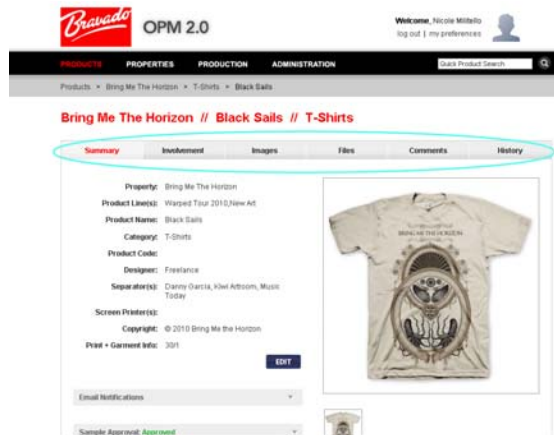 Bravado
OPM 2.0
Welcome, Nicole Militello
log out | my preferences
PRODUCTS PROPERTIES PRODUCTION ADMINISTRATION
Quick Product Search
Products > Bring Me The Horizon > T-Shirts > Black Sails
Bring Me The Horizon // Black Sails // T-Shirts
Summary Involvement Images Files Comments History
Property: Bring Me The Horizon
Product Line(s): Warped Tour 2010,New Art
Product Name: Black Sails
Category: T-Shirts
Product Code:
Designer: Freelance
Separator(s): Danny Garcia, Kiwi Artroom, Music
Today
Screen Printer(s):
Copyright: © 2010 Bring Me the Horizon
Print + Garment Info: 30/1
EDIT
Email Notifications
Sample Approval: Approved
BRING ME THE HORIZON